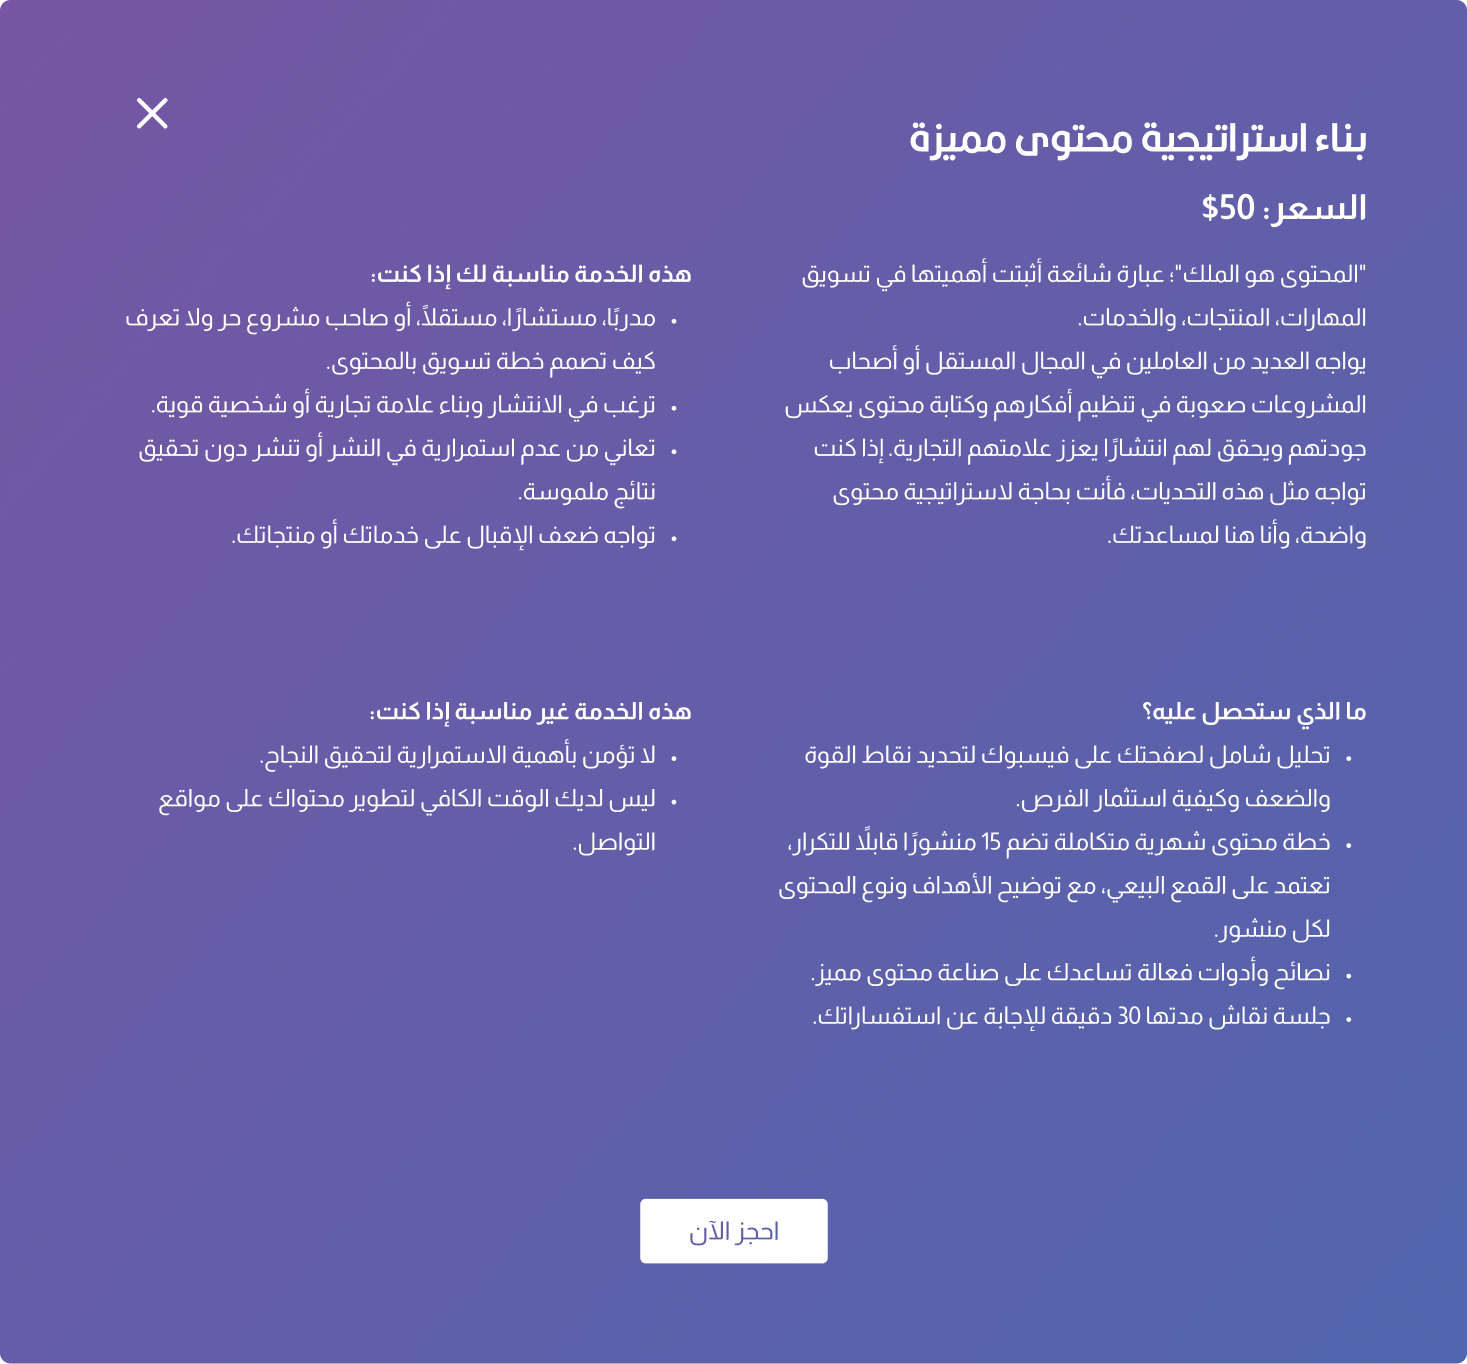 بناء استراتيجية محتوى مميزة
السعر: 50$
"المحتوى هو الملك"؛ عبارة شائعة أثبتت أهميتها في تسويق
المهارات، المنتجات، والخدمات.
يواجه العديد من العاملين في المجال المستقل أو أصحاب
المشروعات صعوبة في تنظيم أفكارهم وكتابة محتوى يعكس
جودتهم ويحقق لهم انتشارًا يعزز علامتهم التجارية. إذا كنت
تواجه مثل هذه التحديات، فأنت بحاجة لاستراتيجية محتوى
واضحة، وأنا هنا لمساعدتك.
هذه الخدمة مناسبة لك إذا كنت:
• مدربًا، مستشارًا، مستقلًا، أو صاحب مشروع حر ولا تعرف
كيف تصمم خطة تسويق بالمحتوى.
• ترغب في الانتشار وبناء علامة تجارية أو شخصية قوية.
• تعاني من عدم استمرارية في النشر أو تنشر دون تحقيق
نتائج ملموسة.
• تواجه ضعف الإقبال على خدماتك أو منتجاتك.
ما الذي ستحصل عليه؟
• تحليل شامل لصفحتك على فيسبوك لتحديد نقاط القوة
والضعف وكيفية استثمار الفرص.
• خطة محتوى شهرية متكاملة تضم 15 منشورًا قابلًا للتكرار،
تعتمد على القمع البيعي، مع توضيح الأهداف ونوع المحتوى
لكل منشور.
• نصائح وأدوات فعالة تساعدك على صناعة محتوى مميز.
• جلسة نقاش مدتها 30 دقيقة للإجابة عن استفساراتك.
هذه الخدمة غير مناسبة إذا كنت:
• لا تؤمن بأهمية الاستمرارية لتحقيق النجاح.
• ليس لديك الوقت الكافي لتطوير محتواك على مواقع
التواصل.
احجز الآن